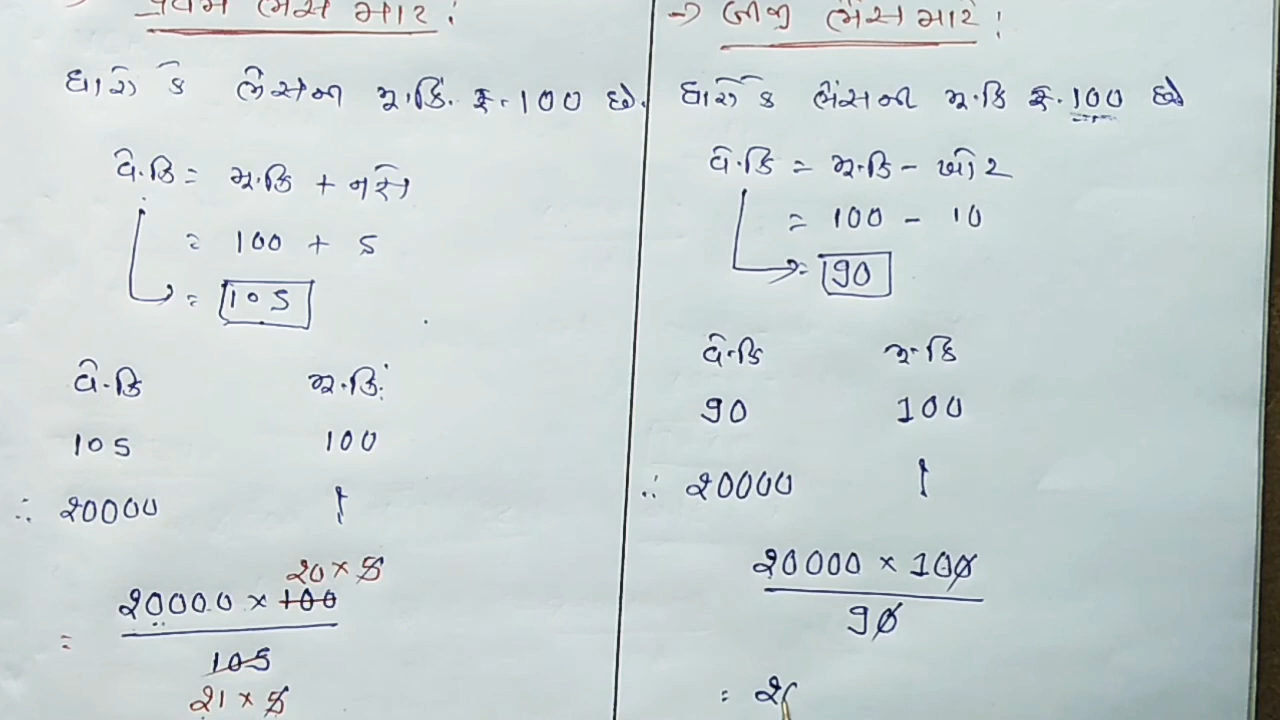 પ્રથમ ભેંસ માટે :
ધારો કે ભેંસની મૂ.કિં. રૂ. 100 છે.
વે.કિ = મૂ.કિ + નફો
= 100 + 5
= 105
વે.કિ મૂ.કિં:
105 100
∴ 20000 ?
20 × 5
= 20000 × 100
105
21 × 5
→ બીજી ભેંસ માટે :
ધારો કે ભેંસની મૂ.કિ રૂ. 100 છે
વે.કિ = મૂ.કિ - ખોટ
= 100 - 10
= 90
વે.કિ મૂ.કિ
90 100
∴ 20000 ?
20000 × 100
90
= 20